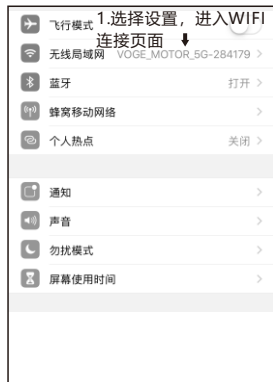 飞行模式
1.选择设置，进入WIFI
连接页面
无线局域网 VOGE_MOTOR_5G-284179
蓝牙 打开
蜂窝移动网络
个人热点 关闭
通知
声音
勿扰模式
屏幕使用时间